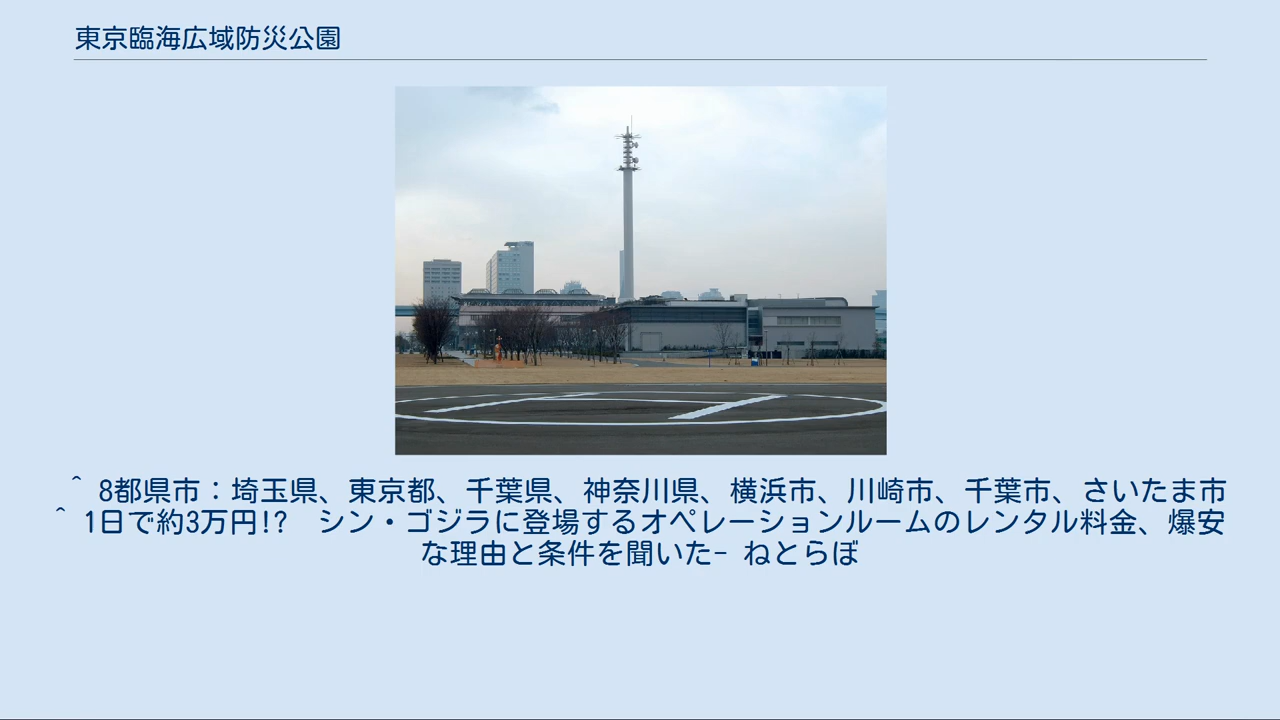 東京臨海広域防災公園
^ 8都県市：埼玉県、東京都、千葉県、神奈川県、横浜市、川崎市、千葉市、さいたま市
^ 1日で約3万円!?　シン・ゴジラに登場するオペレーションルームのレンタル料金、爆安
な理由と条件を聞いた- ねとらぼ